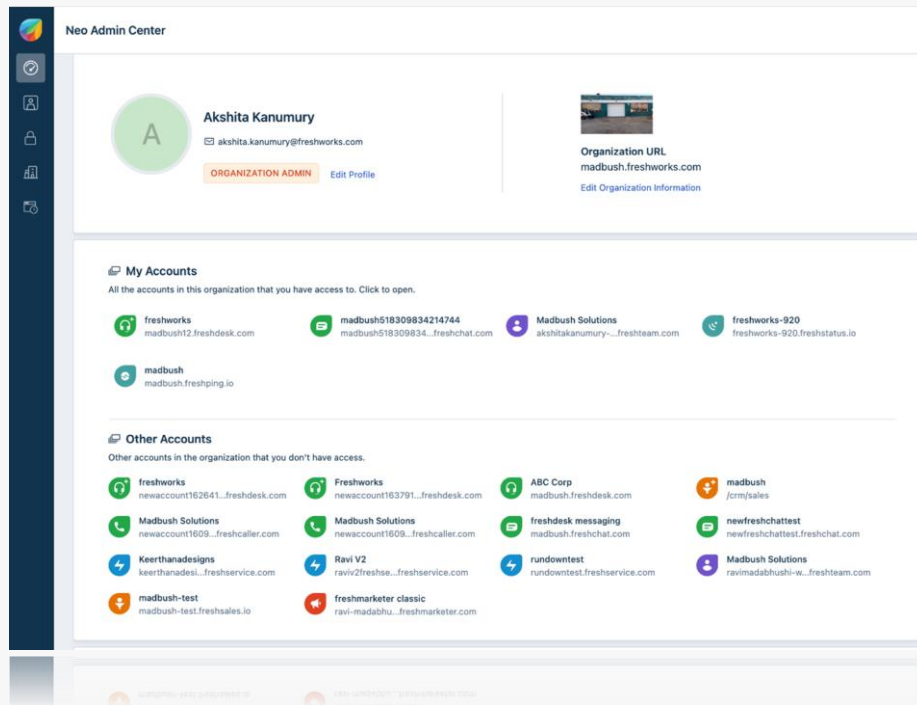 Neo Admin Center
A
Akshita Kanumury
akshita.kanumury@freshworks.com
ORGANIZATION ADMIN
Edit Profile
Organization URL
madbush.freshworks.com
Edit Organization Information
My Accounts
All the accounts in this organization that you have access to. Click to open.
freshworks
madbush12.freshdesk.com
madbush518309834214744
madbush518309834...freshchat.com
Madbush Solutions
akshitakanumury-...freshteam.com
freshworks-920
freshworks-920.freshstatus.io
madbush
madbush.freshping.io
Other Accounts
Other accounts in the organization that you don't have access.
freshworks
newaccount162641...freshdesk.com
Freshworks
newaccount163791...freshdesk.com
ABC Corp
madbush.freshdesk.com
madbush
/crm/sales
Madbush Solutions
newaccount1609...freshcaller.com
Madbush Solutions
newaccount1609...freshcaller.com
freshdesk messaging
madbush.freshchat.com
newfreshchattest
newfreshchattest.freshchat.com
Keerthanadesigns
keerthanadesi...freshservice.com
Ravi V2
raviv2freshse...freshservice.com
rundowntest
rundowntest.freshservice.com
Madbush Solutions
ravimadabhushi-w...freshteam.com
madbush-test
madbush-test.freshsales.io
freshmarketer classic
ravi-madabhu...freshmarketer.com